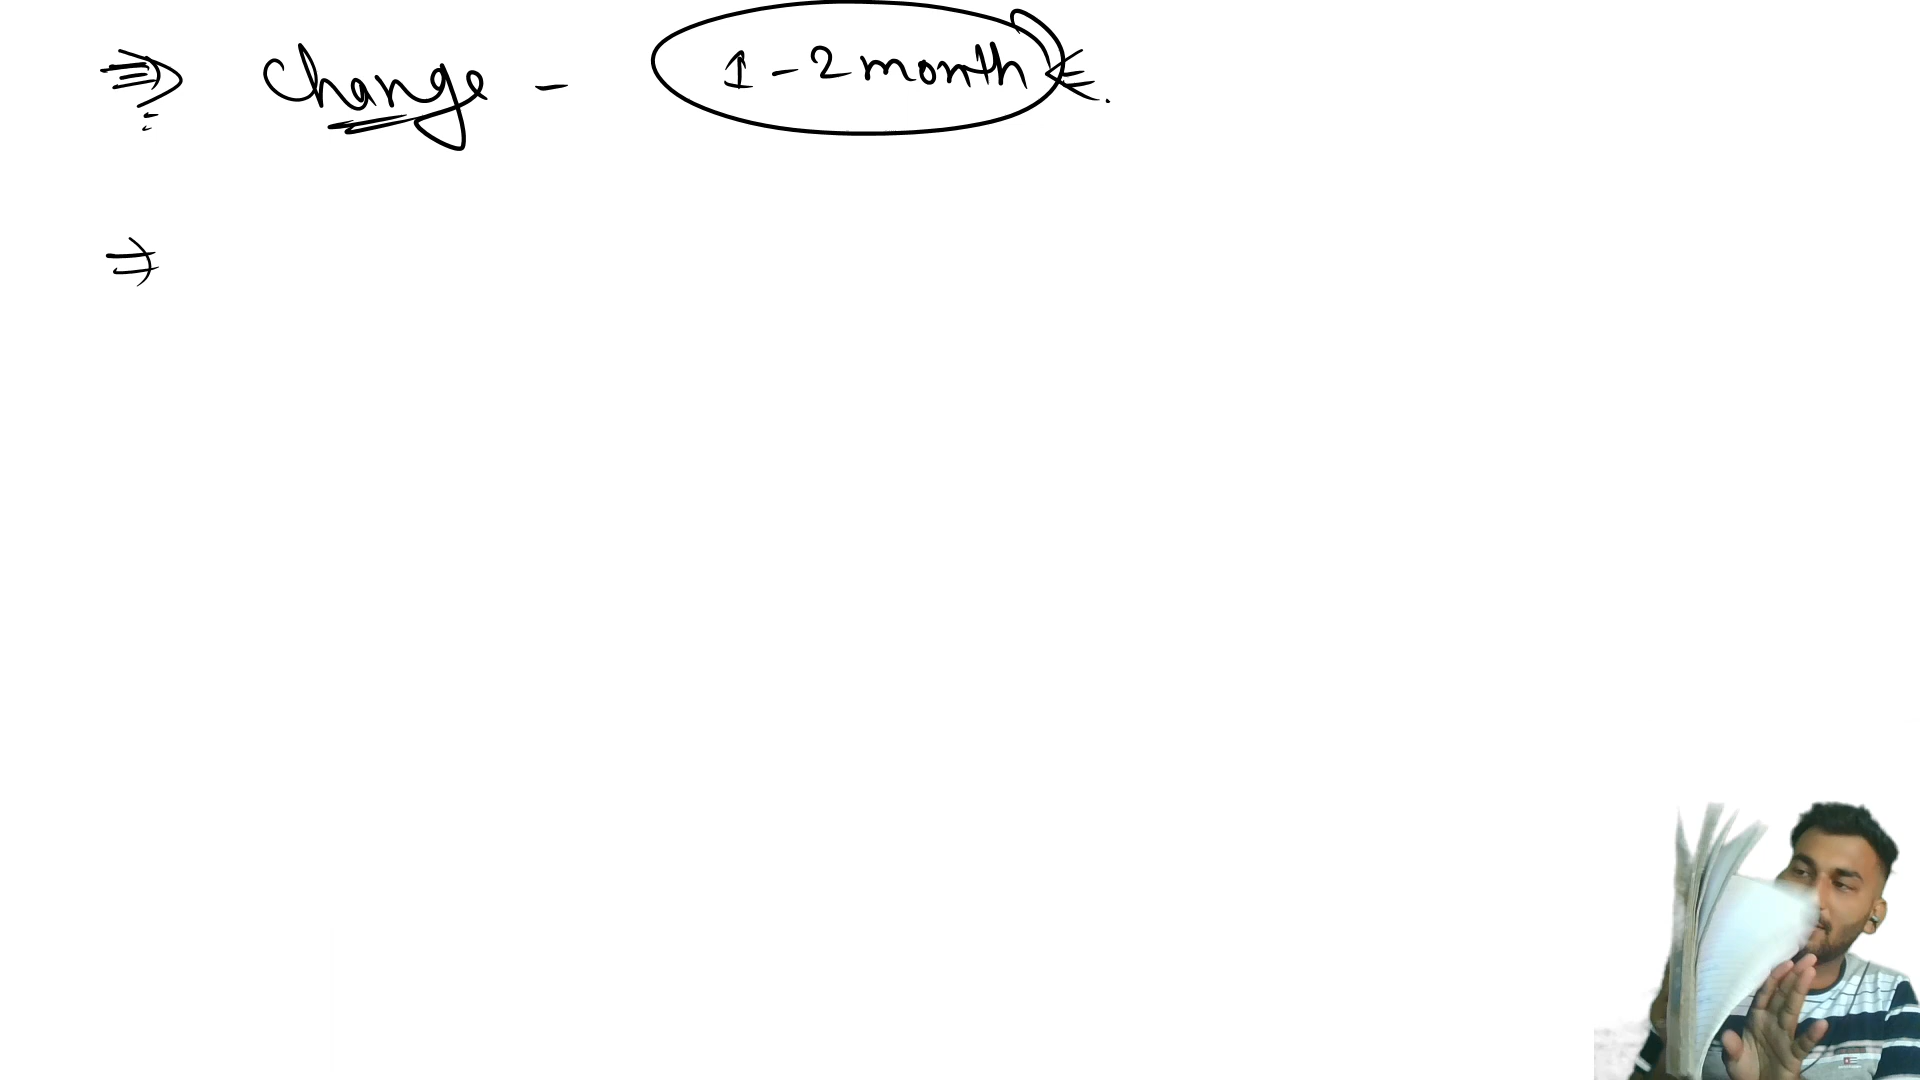 ⇒ Change - 1-2 month
⇒